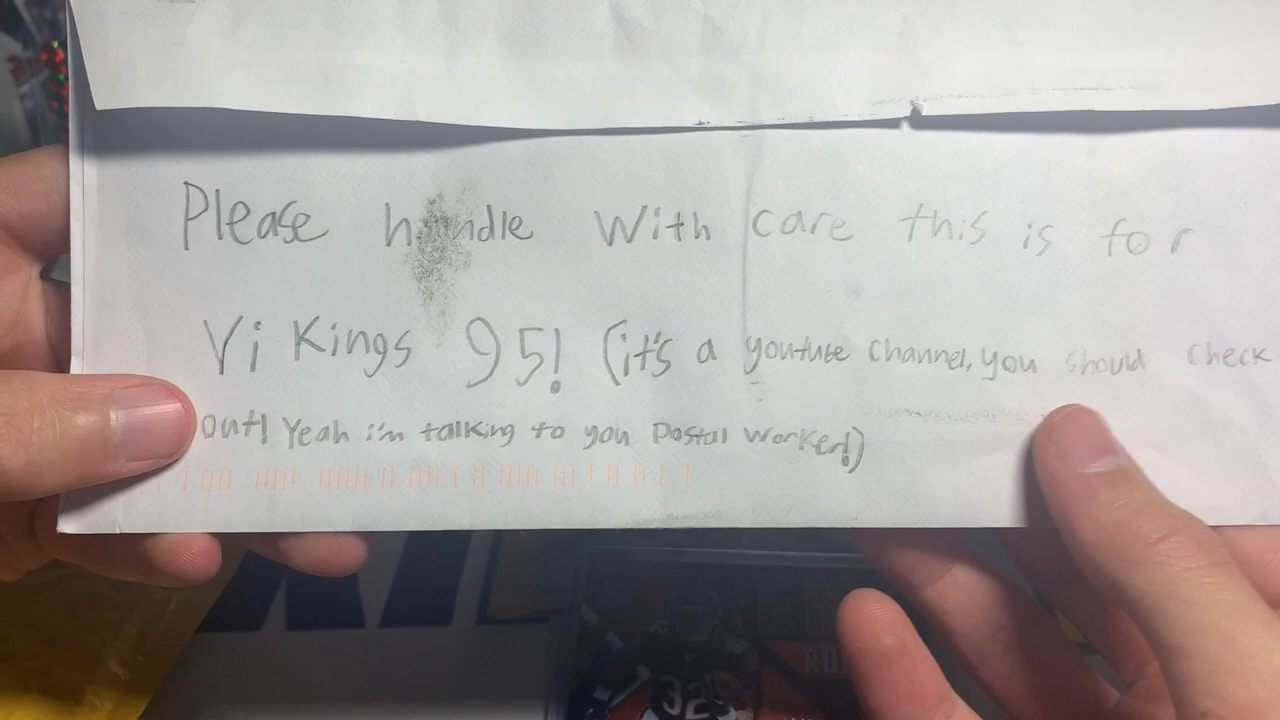 Please handle With care this is for
Vi Kings 95! (it's a youtube channel, you should check
out! Yeah i'm talking to you Postal Worker!)
32